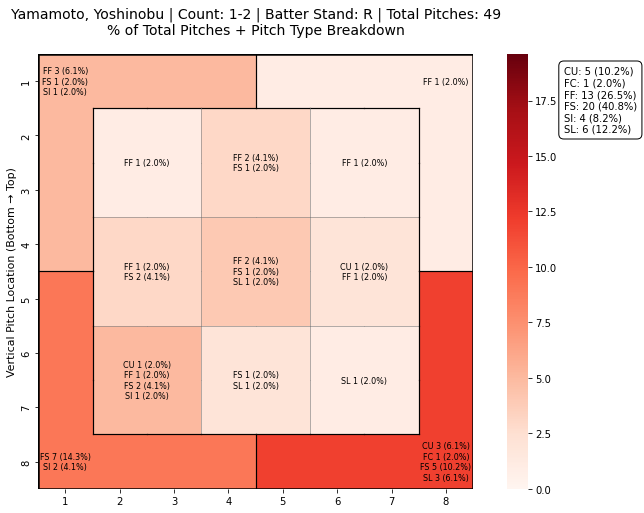 Yamamoto, Yoshinobu | Count: 1-2 | Batter Stand: R | Total Pitches: 49
% of Total Pitches + Pitch Type Breakdown
Vertical Pitch Location (Bottom → Top)
1
2
3
4
5
6
7
8
FF 3 (6.1%)
FS 1 (2.0%)
SI 1 (2.0%)
FF 1 (2.0%)
FF 1 (2.0%)
FF 2 (4.1%)
FS 1 (2.0%)
FF 1 (2.0%)
FF 1 (2.0%)
FS 2 (4.1%)
FF 2 (4.1%)
FS 1 (2.0%)
SL 1 (2.0%)
CU 1 (2.0%)
FF 1 (2.0%)
CU 1 (2.0%)
FF 1 (2.0%)
FS 2 (4.1%)
SI 1 (2.0%)
FS 1 (2.0%)
SL 1 (2.0%)
SL 1 (2.0%)
FS 7 (14.3%)
SI 2 (4.1%)
CU 3 (6.1%)
FC 1 (2.0%)
FS 5 (10.2%)
SL 3 (6.1%)
1 2 3 4 5 6 7 8
17.5
15.0
12.5
10.0
7.5
5.0
2.5
0.0
CU: 5 (10.2%)
FC: 1 (2.0%)
FF: 13 (26.5%)
FS: 20 (40.8%)
SI: 4 (8.2%)
SL: 6 (12.2%)